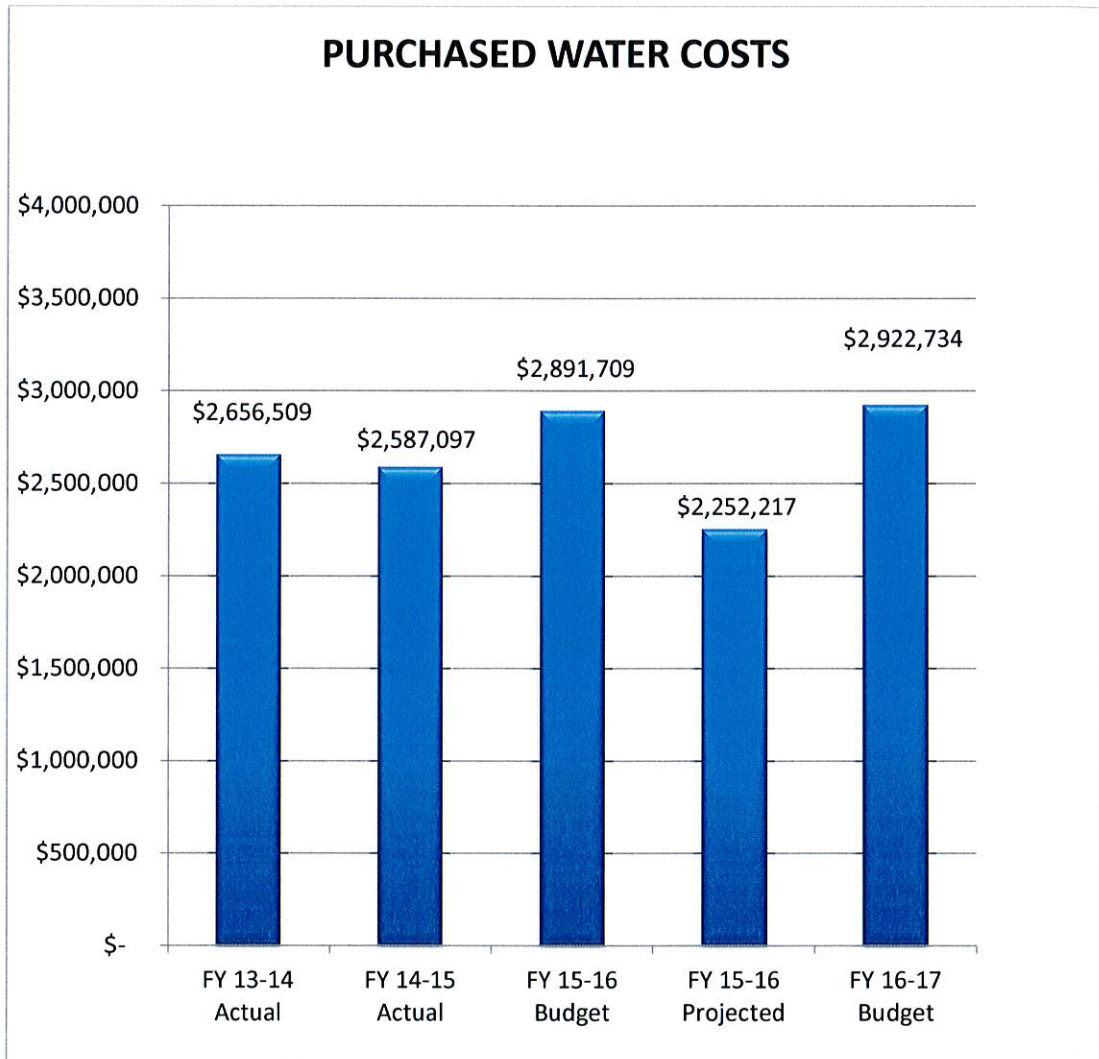 PURCHASED WATER COSTS
$4,000,000
$3,500,000
$3,000,000
$2,500,000
$2,000,000
$1,500,000
$1,000,000
$500,000
$-
$2,656,509
$2,587,097
$2,891,709
$2,252,217
$2,922,734
FY 13-14
Actual
FY 14-15
Actual
FY 15-16
Budget
FY 15-16
Projected
FY 16-17
Budget